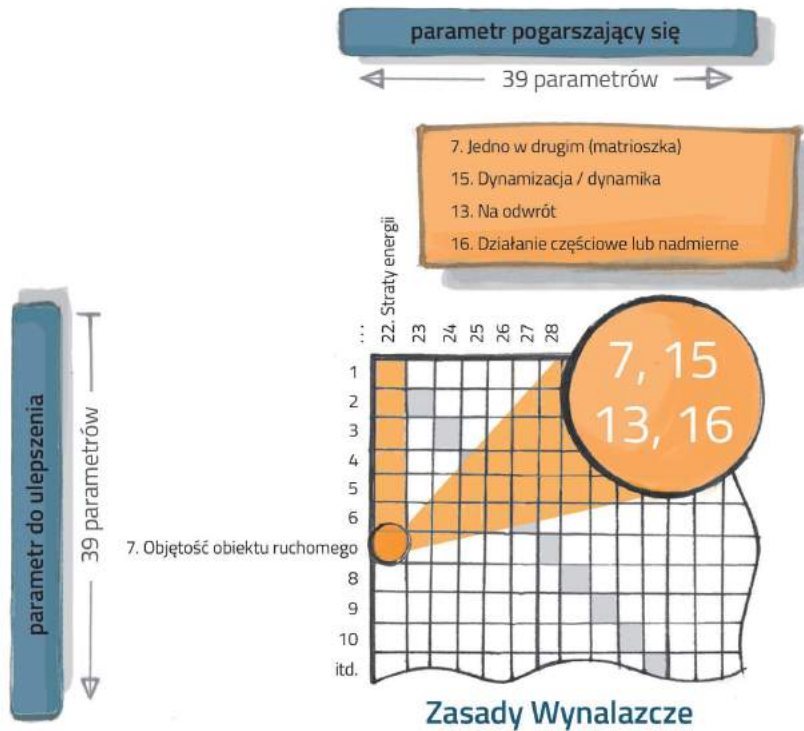 parametr pogarszający się
39 parametrów
7. Jedno w drugim (matrioszka)
15. Dynamizacja / dynamika
13. Na odwrót
16. Działanie częściowe lub nadmierne
parametr do ulepszenia
39 parametrów
...
22. Straty energii
23
24
25
26
27
28
7, 15
13, 16
1
2
3
4
5
6
7. Objętość obiektu ruchomego
8
9
10
itd.
Zasady Wynalazcze